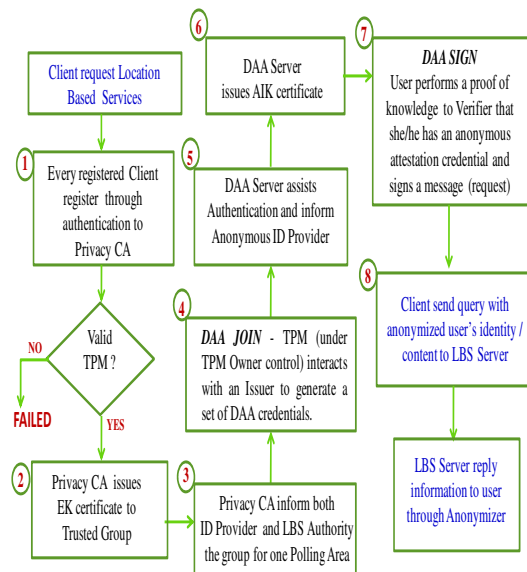 Client request Location
Based Services
1
Every registered Client
register through
authentication to
Privacy CA
Valid
TPM ?
NO
FAILED
YES
2
Privacy CA issues
EK certificate to
Trusted Group
3
Privacy CA inform both
ID Provider and LBS Authority
the group for one Polling Area
4
DAA JOIN - TPM (under
TPM Owner control) interacts
with an Issuer to generate a
set of DAA credentials.
5
DAA Server assists
Authentication and inform
Anonymous ID Provider
6
DAA Server
issues AIK certificate
7
DAA SIGN
User performs a proof of
knowledge to Verifier that
she/he has an anonymous
attestation credential and
signs a message (request)
8
Client send query with
anonymized user's identity /
content to LBS Server
LBS Server reply
information to user
through Anonymizer